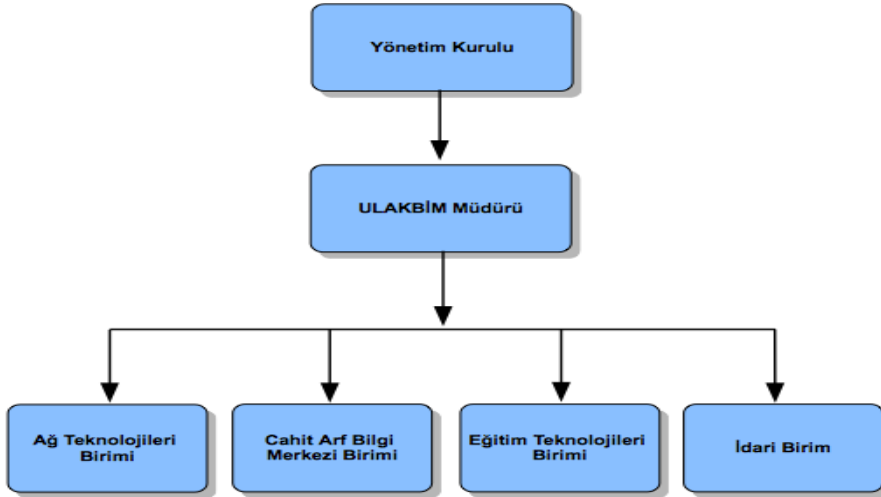 Yönetim Kurulu
ULAKBİM Müdürü
Ağ Teknolojileri
Birimi
Cahit Arf Bilgi
Merkezi Birimi
Eğitim Teknolojileri
Birimi
İdari Birim